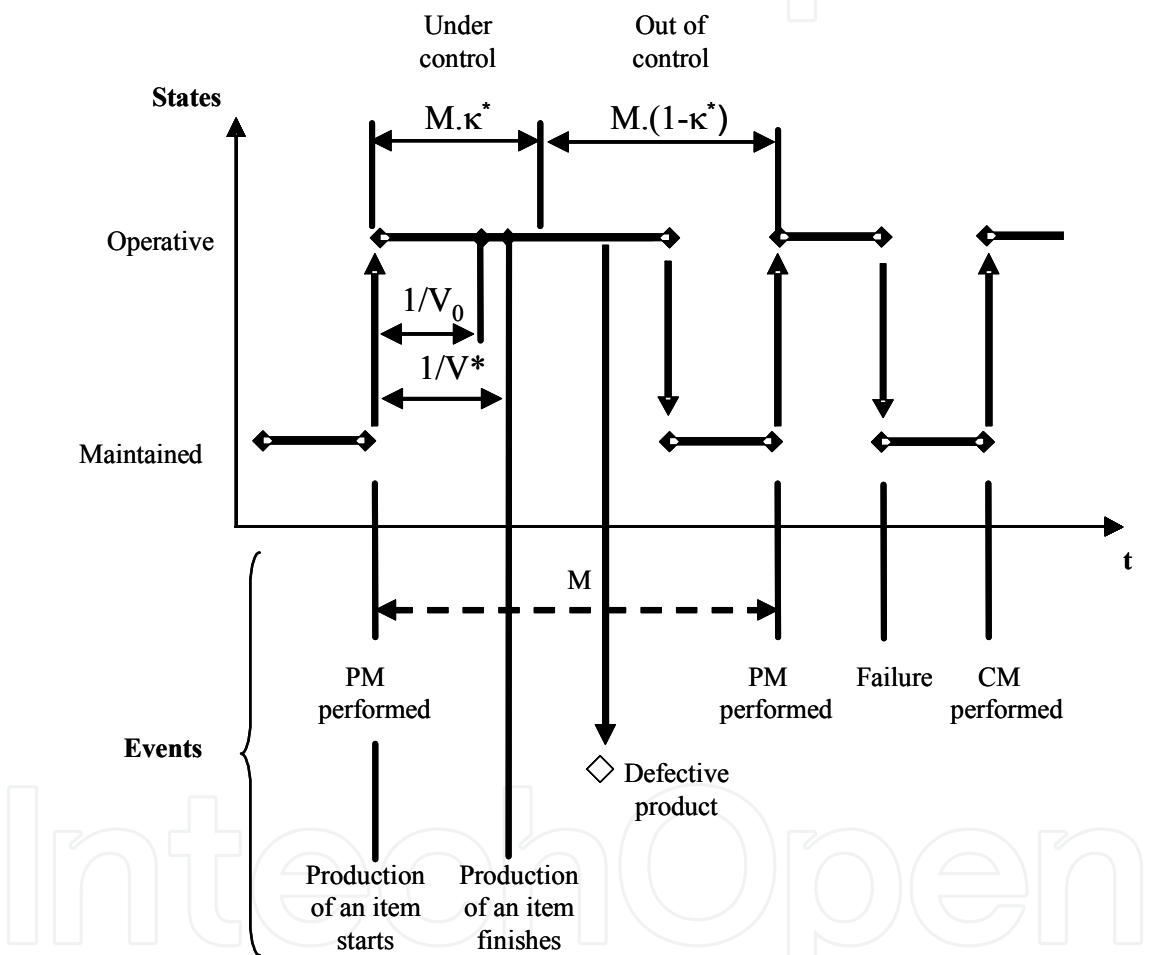 Under
control
Out of
control
States
M.κ*
M.(1-κ*)
Operative
1/V₀
1/V*
Maintained
t
M
PM
performed
PM
performed
Failure
CM
performed
Events
Defective
product
Production
of an item
starts
Production
of an item
finishes
IntechOpen